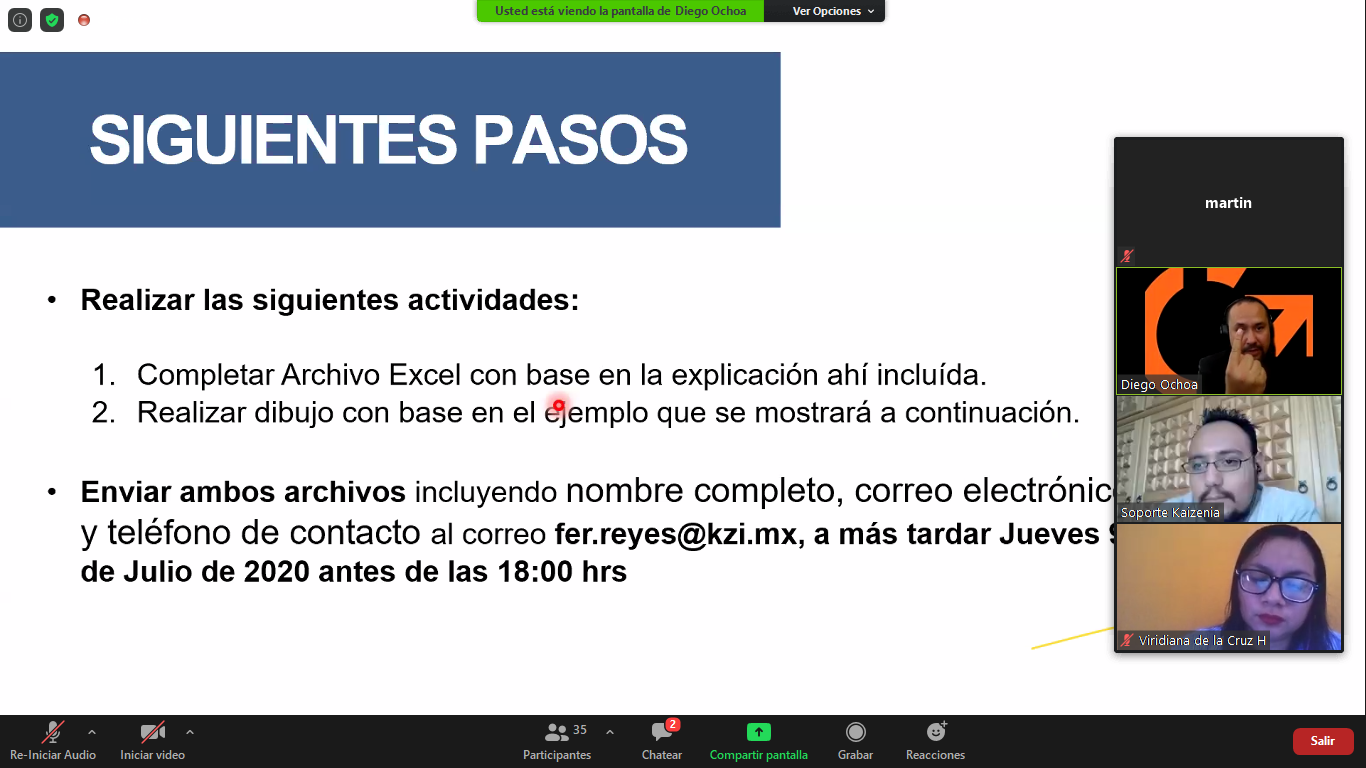 Usted está viendo la pantalla de Diego Ochoa
Ver Opciones
SIGUIENTES PASOS
• Realizar las siguientes actividades:
1. Completar Archivo Excel con base en la explicación ahí incluída.
2. Realizar dibujo con base en el ejemplo que se mostrará a continuación.
• Enviar ambos archivos incluyendo nombre completo, correo electrónic
y teléfono de contacto al correo fer.reyes@kzi.mx, a más tardar Jueves 9
de Julio de 2020 antes de las 18:00 hrs
martin
Diego Ochoa
Soporte Kaizenia
Viridiana de la Cruz H
Re-Iniciar Audio
Iniciar video
35
Participantes
2
Chatear
Compartir pantalla
Grabar
Reacciones
Salir